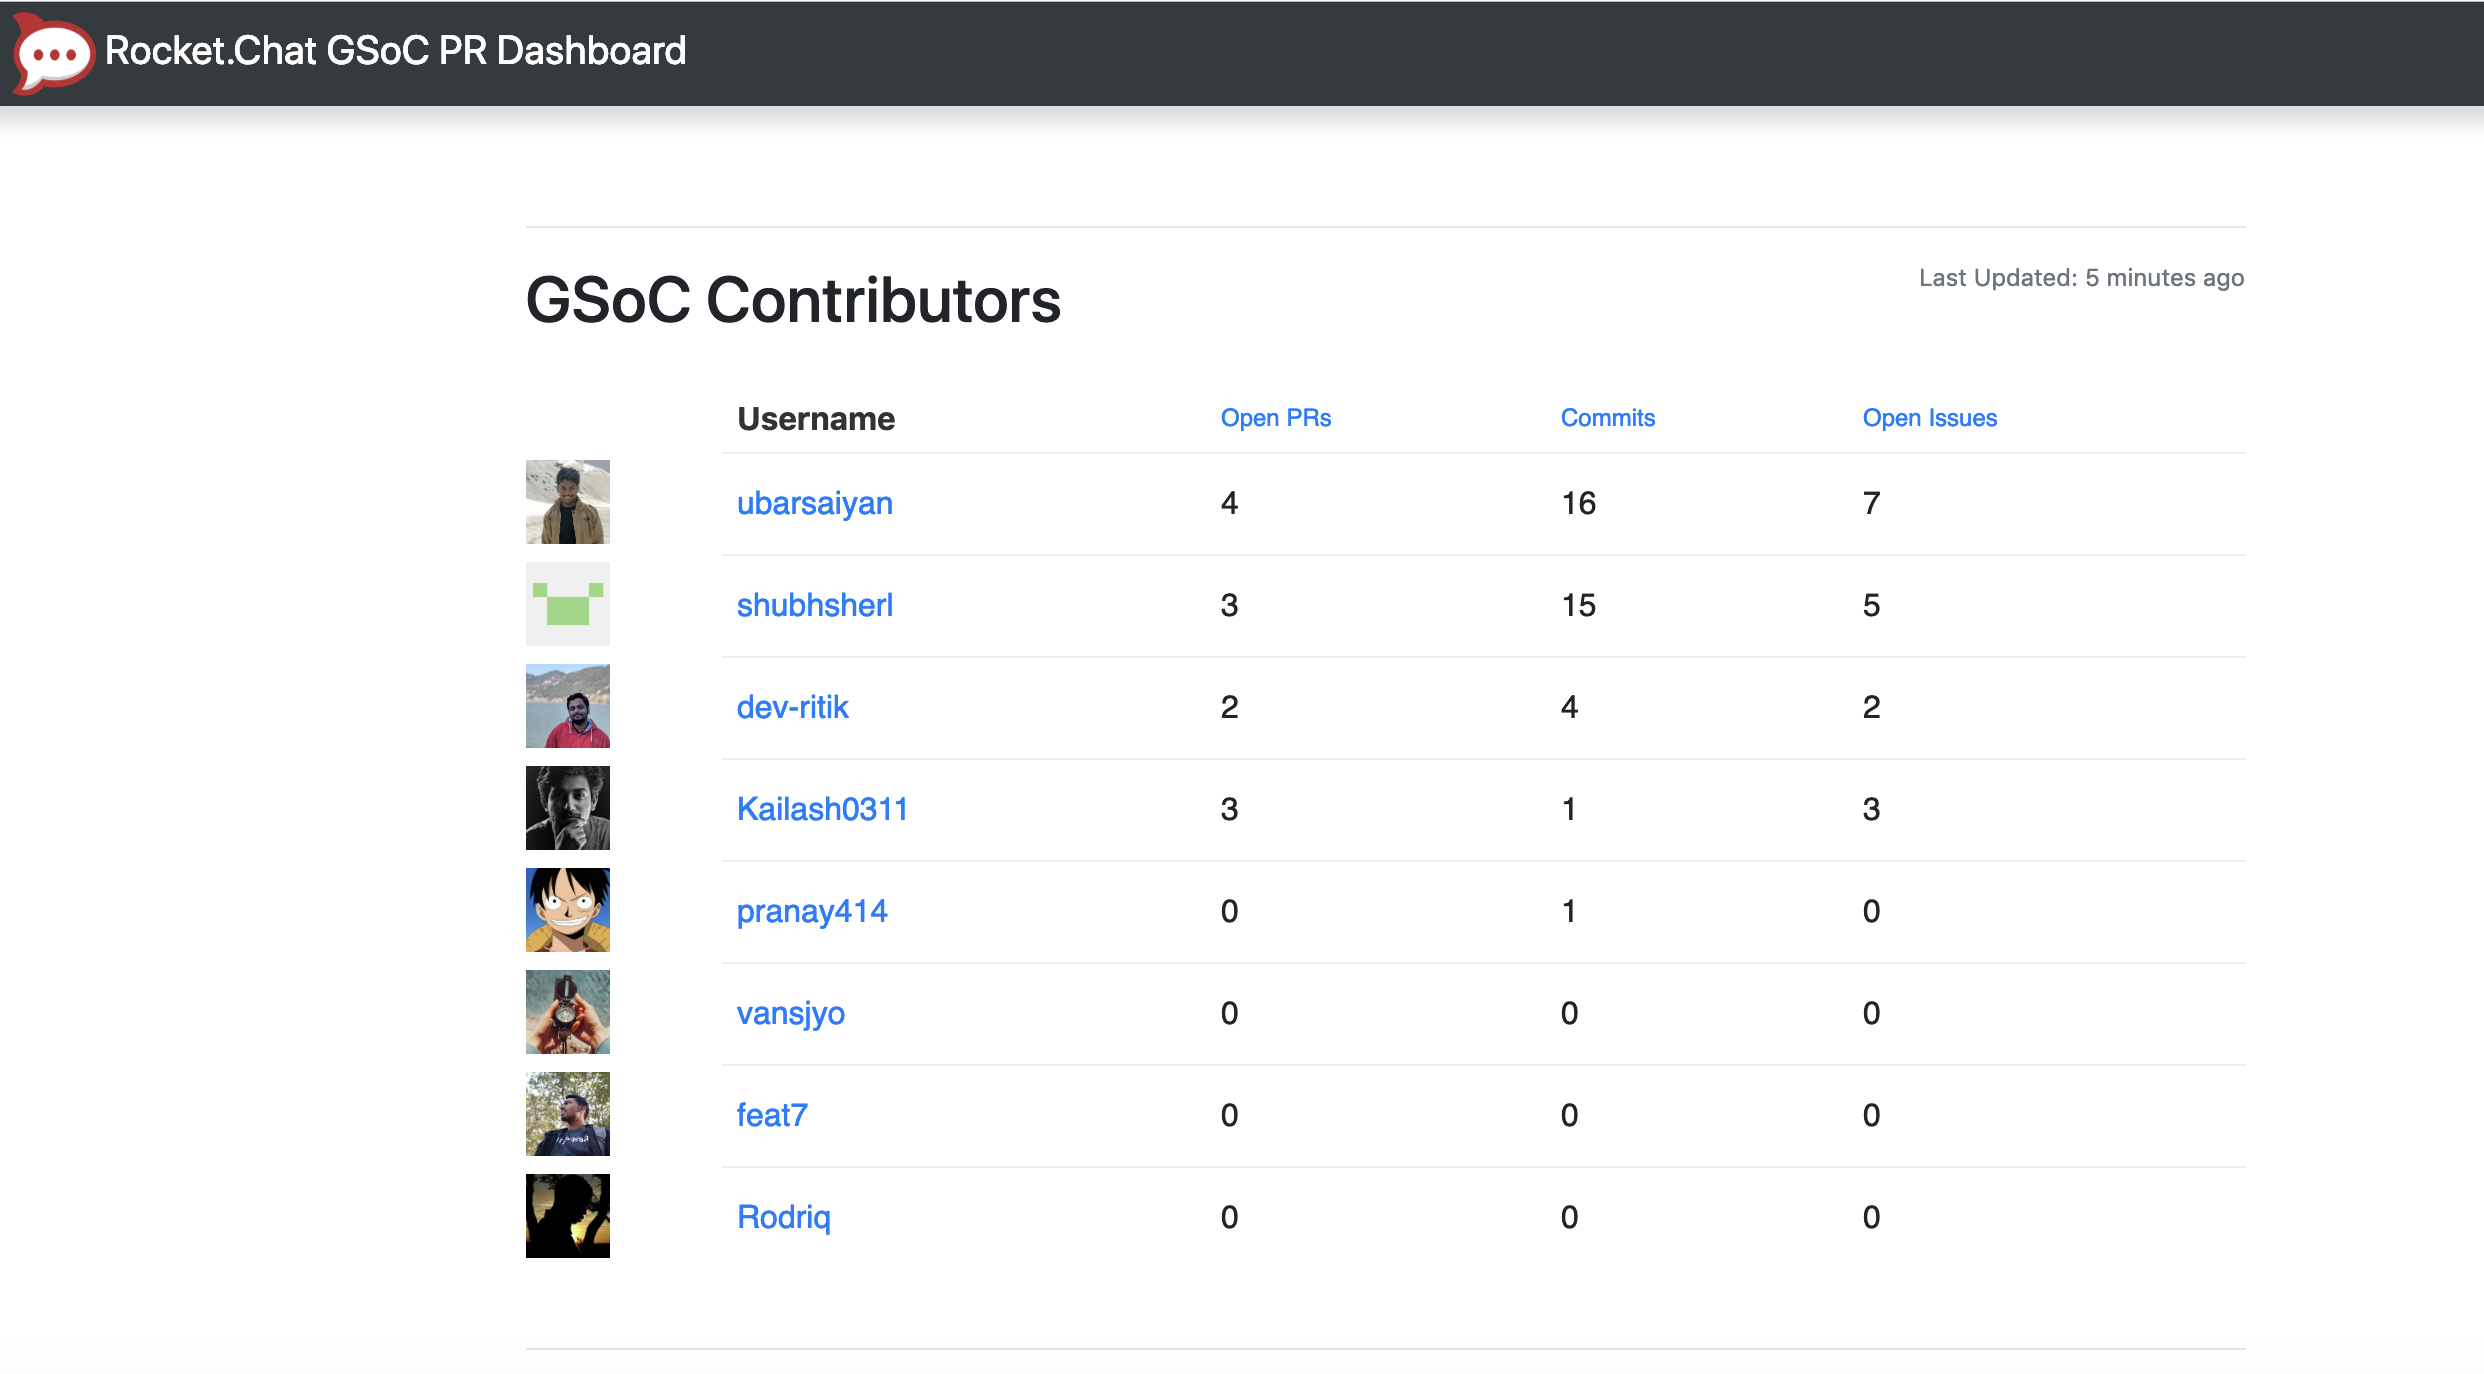 Rocket.Chat GSoC PR Dashboard
GSoC Contributors
Last Updated: 5 minutes ago
Username Open PRs Commits Open Issues
ubarsaiyan 4 16 7
shubhsherl 3 15 5
dev-ritik 2 4 2
Kailash0311 3 1 3
pranay414 0 1 0
vansjyo 0 0 0
feat7 0 0 0
Rodriq 0 0 0